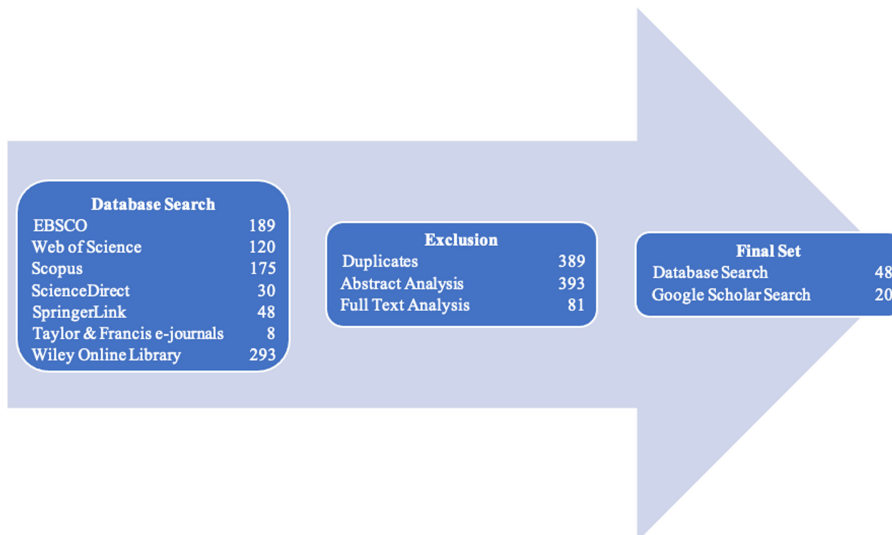 Database Search
EBSCO 189
Web of Science 120
Scopus 175
ScienceDirect 30
SpringerLink 48
Taylor & Francis e-journals 8
Wiley Online Library 293
Exclusion
Duplicates 389
Abstract Analysis 393
Full Text Analysis 81
Final Set
Database Search 48
Google Scholar Search 20